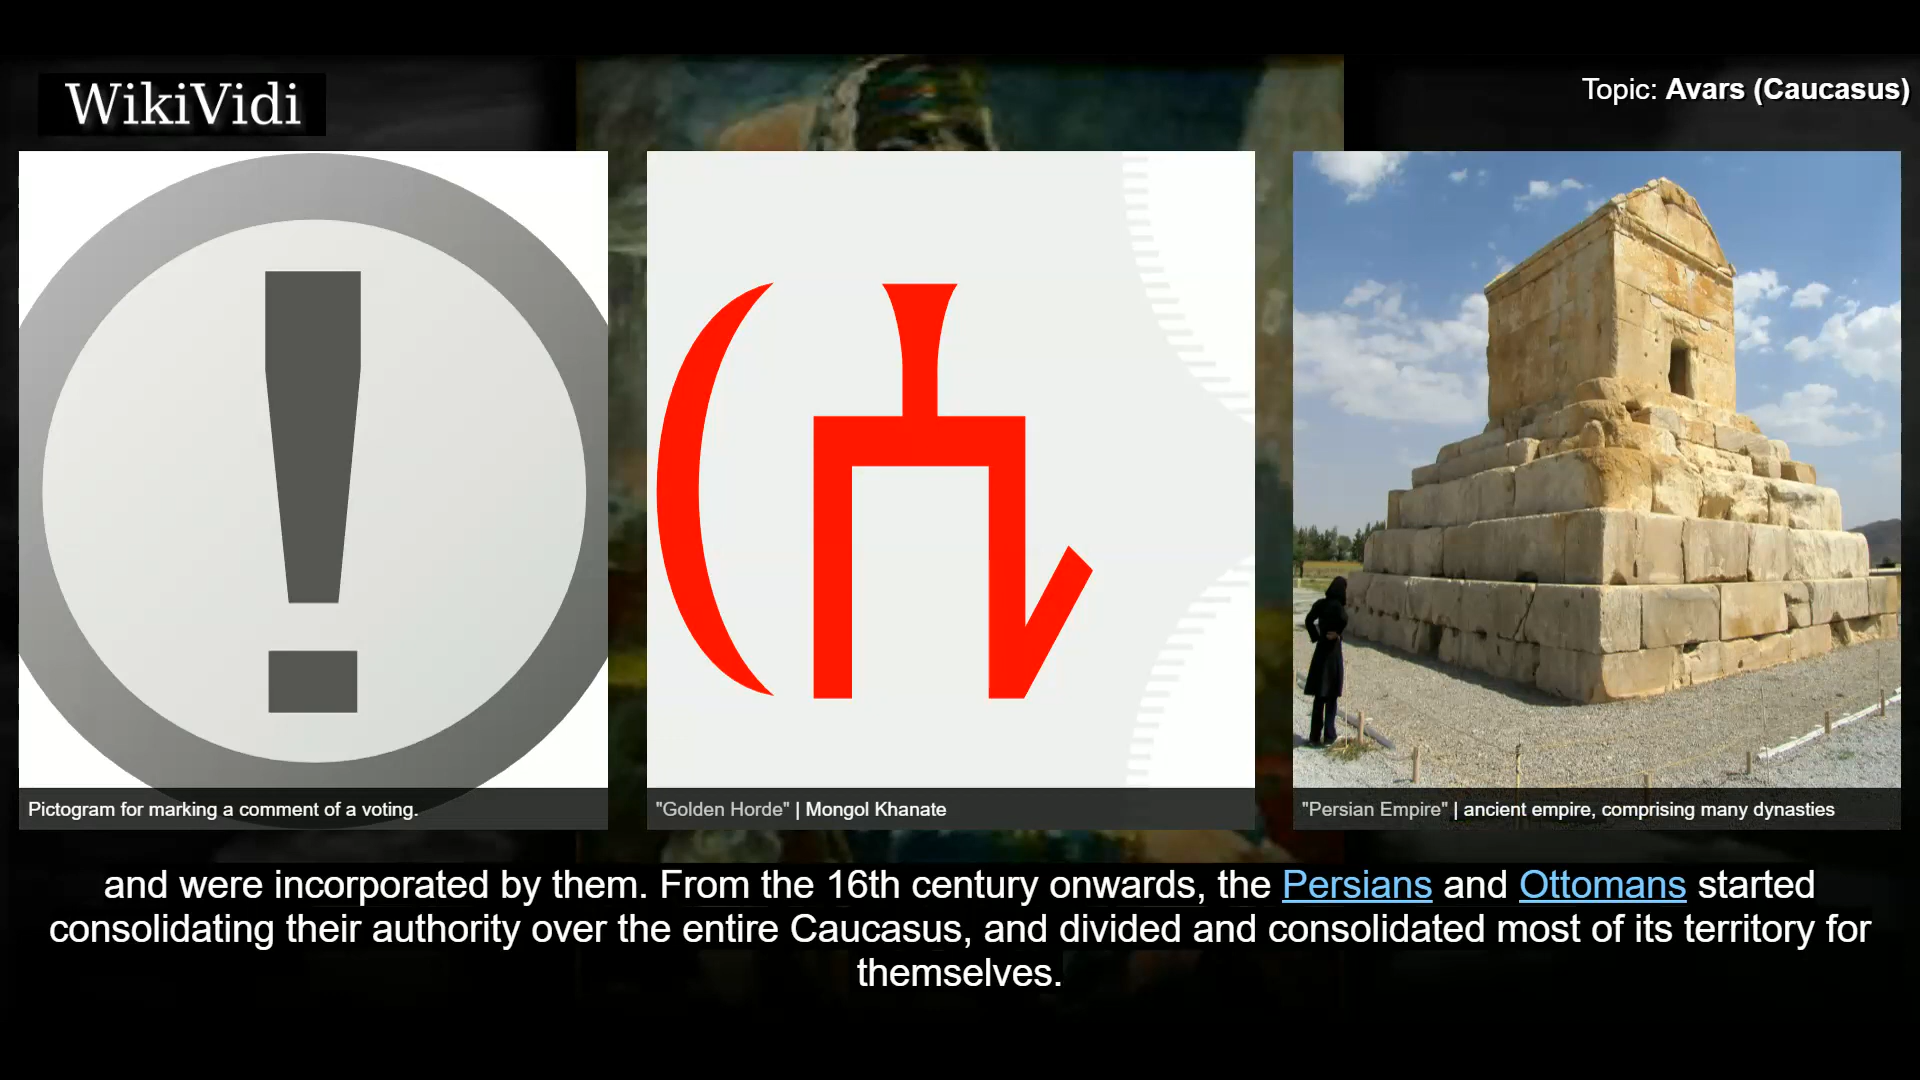 WikiVidi
Topic: Avars (Caucasus)
Pictogram for marking a comment of a voting.
"Golden Horde" | Mongol Khanate
"Persian Empire" | ancient empire, comprising many dynasties
and were incorporated by them. From the 16th century onwards, the Persians and Ottomans started
consolidating their authority over the entire Caucasus, and divided and consolidated most of its territory for
themselves.